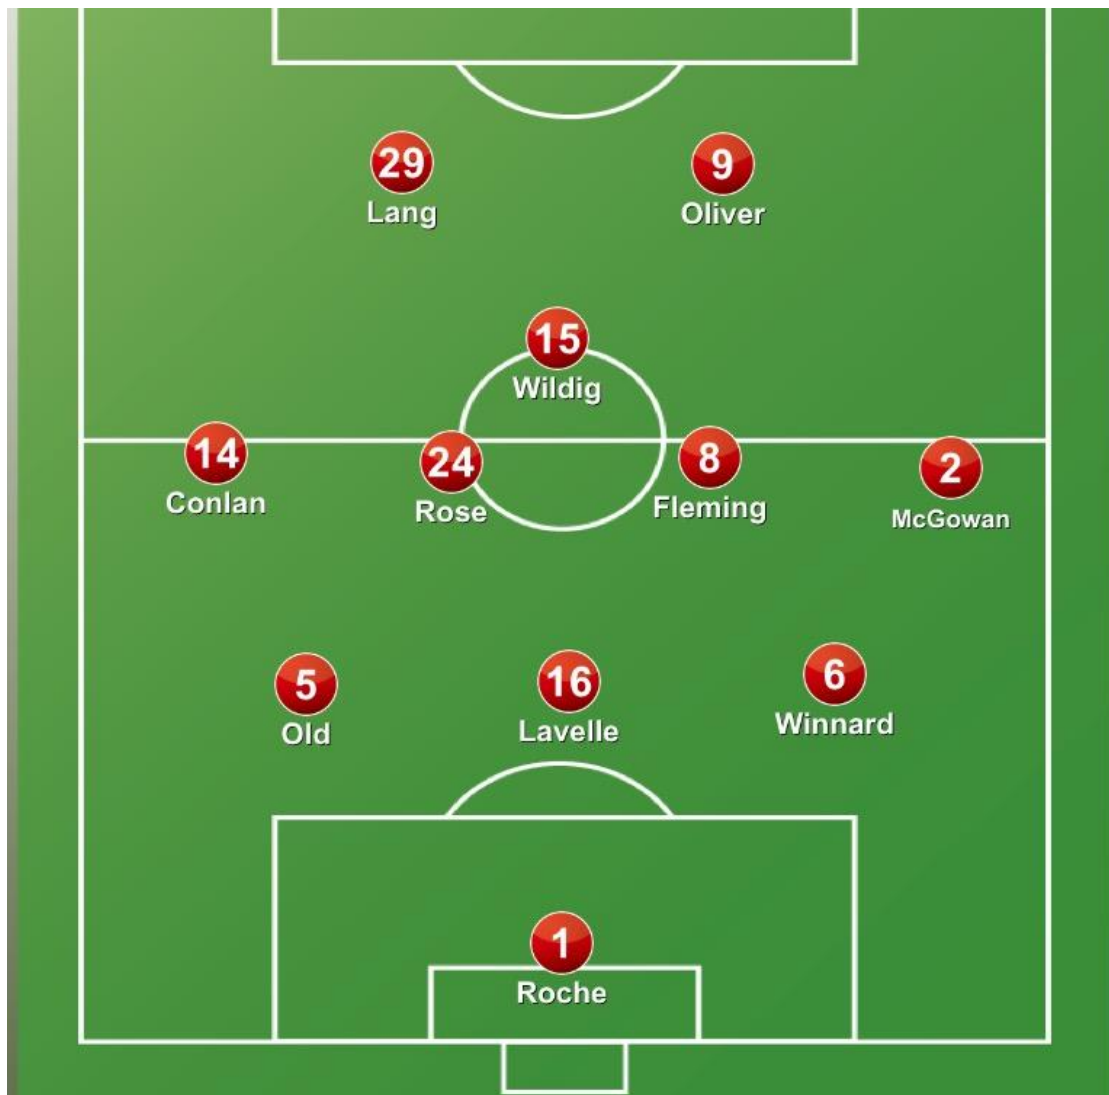 29
Lang
9
Oliver
15
Wildig
14
Conlan
24
Rose
8
Fleming
2
McGowan
5
Old
16
Lavelle
6
Winnard
1
Roche